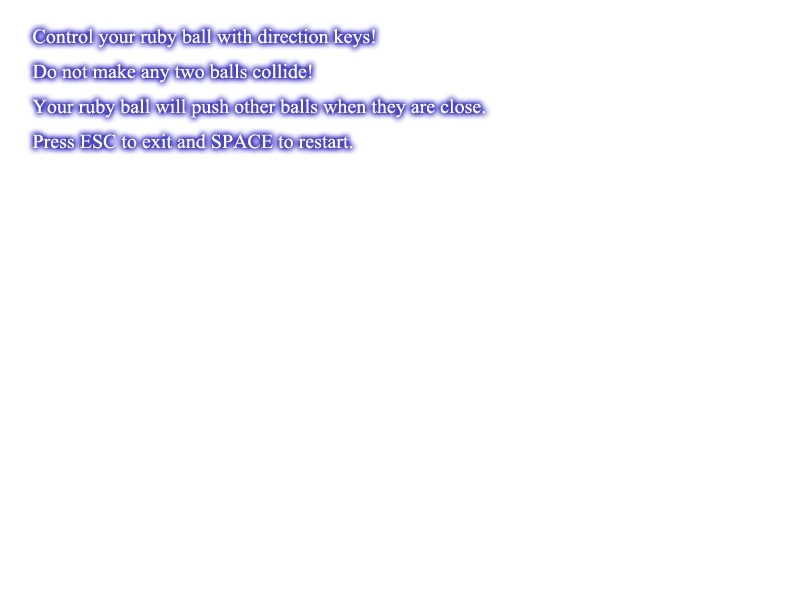 Control your ruby ball with direction keys!
Do not make any two balls collide!
Your ruby ball will push other balls when they are close.
Press ESC to exit and SPACE to restart.